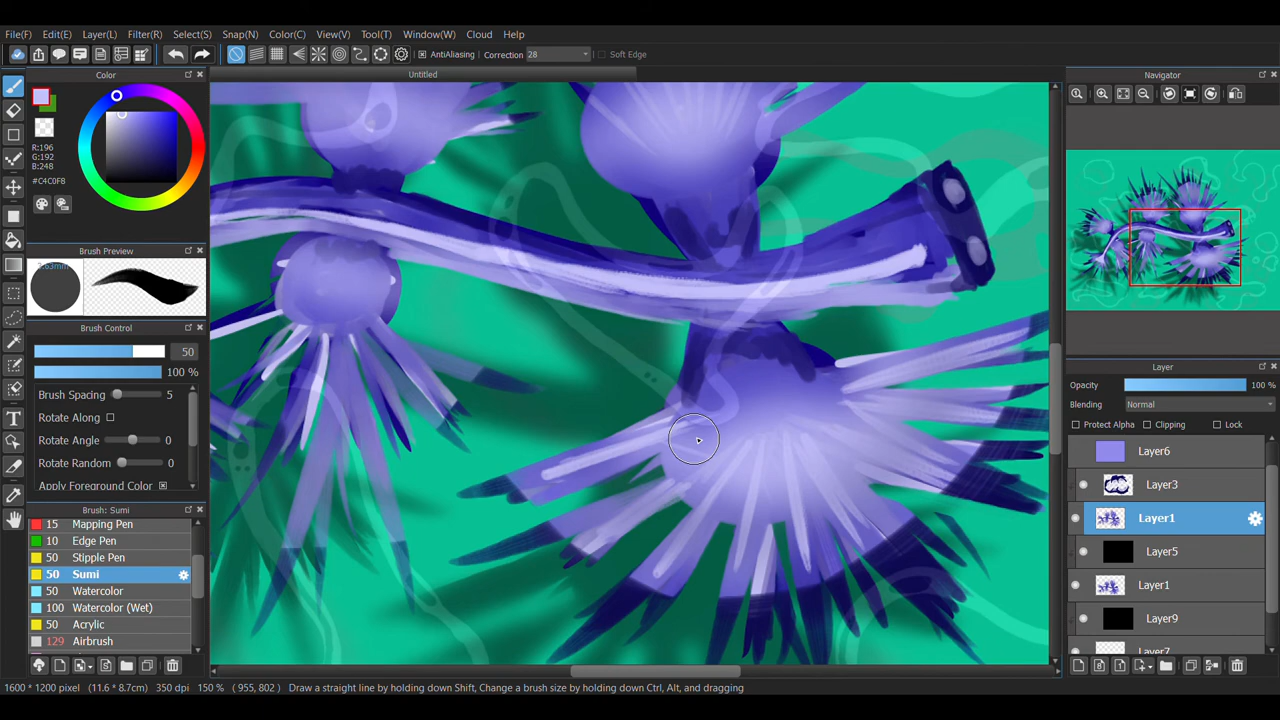 File(F) Edit(E) Layer(L) Filter(R) Select(S) Snap(N) Color(C) View(V) Tool(T) Window(W) Cloud Help
AntiAliasing Correction 28 Soft Edge
Color Untitled Navigator
R:196
G:192
B:248
#C4C0F8
Brush Preview
3.63mm
Brush Control
50
100 %
Brush Spacing 5
Rotate Along
Rotate Angle 0
Rotate Random 0
Apply Foreground Color
Brush: Sumi
15 Mapping Pen
10 Edge Pen
50 Stipple Pen
50 Sumi
50 Watercolor
100 Watercolor (Wet)
50 Acrylic
129 Airbrush
Layer
Opacity 100 %
Blending Normal
Protect Alpha Clipping Lock
Layer6
Layer3
Layer1
Layer5
Layer1
Layer9
Layer7
1600 * 1200 pixel (11.6 * 8.7cm) 350 dpi 150 % ( 955, 802 ) Draw a straight line by holding down Shift, Change a brush size by holding down Ctrl, Alt, and dragging